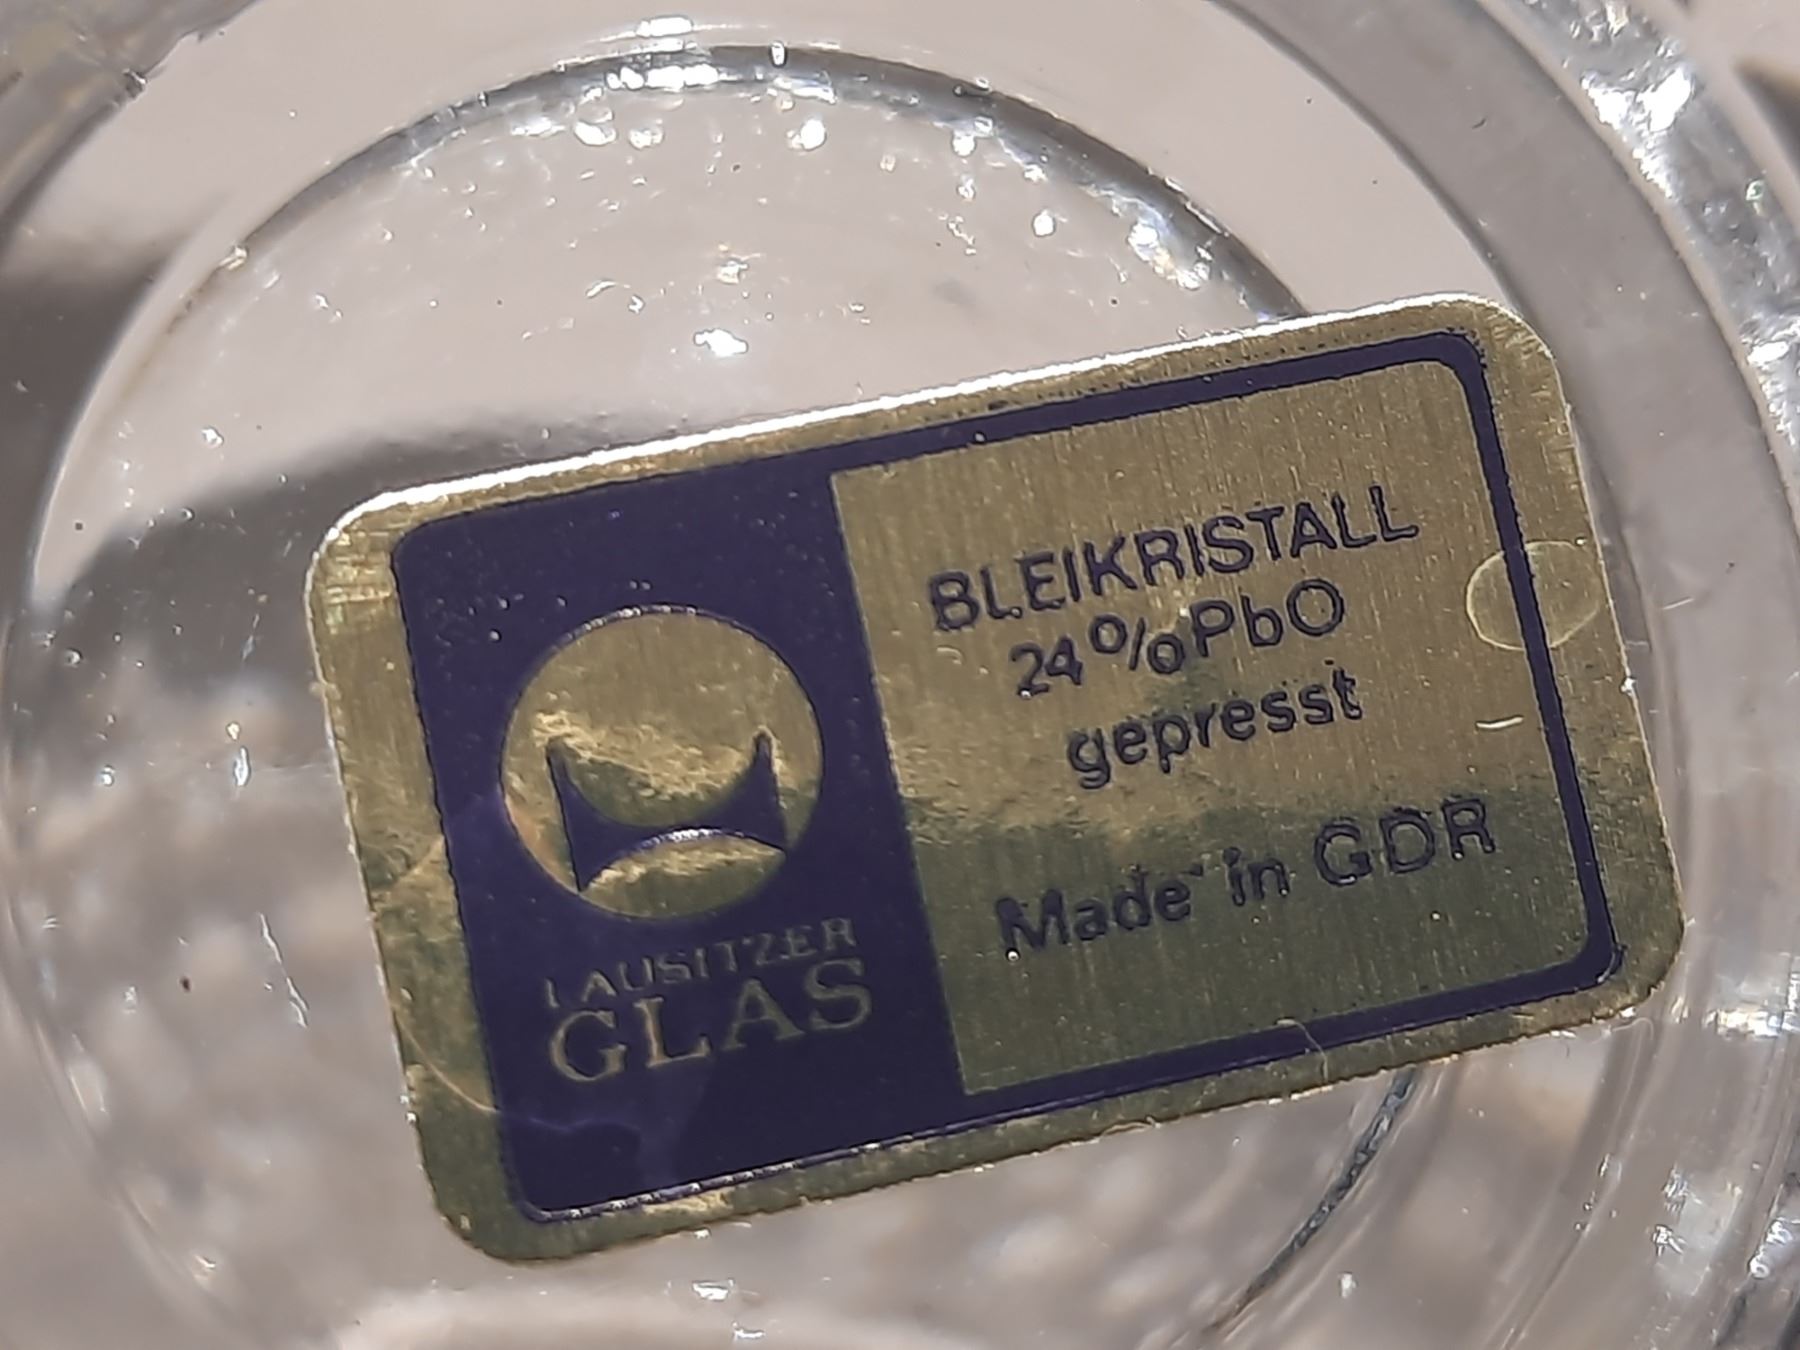 LAUSITZER
GLAS
BLEIKRISTALL
24%PbO
gepresst
Made in GDR